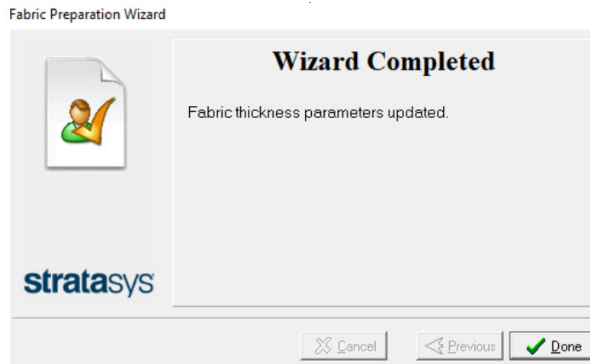 Fabric Preparation Wizard
Wizard Completed
Fabric thickness parameters updated.
stratasys
Cancel
Previous
Done